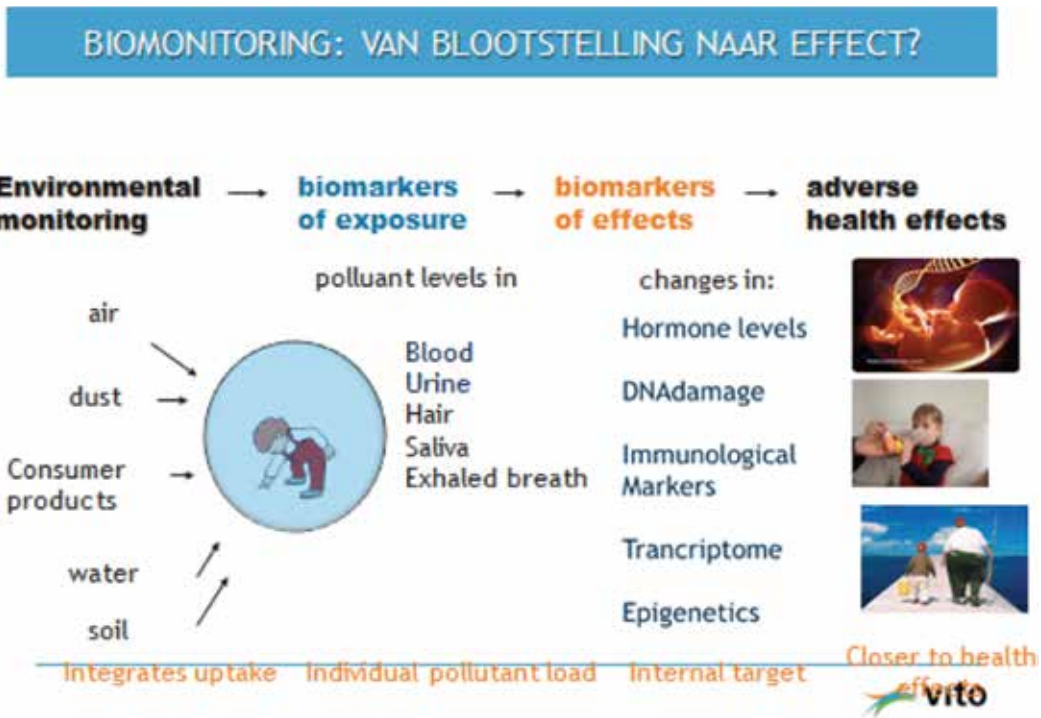 BIOMONITORING: VAN BLOOTSTELLING NAAR EFFECT?
Environmental monitoring
biomarkers of exposure
biomarkers of effects
adverse health effects
polluant levels in
changes in:
air
dust
Consumer products
water
soil
Blood
Urine
Hair
Saliva
Exhaled breath
Hormone levels
DNAdamage
Immunological
Markers
Trancriptome
Epigenetics
Integrates uptake
Individual pollutant load
Internal target
Closer to health
effects
vito